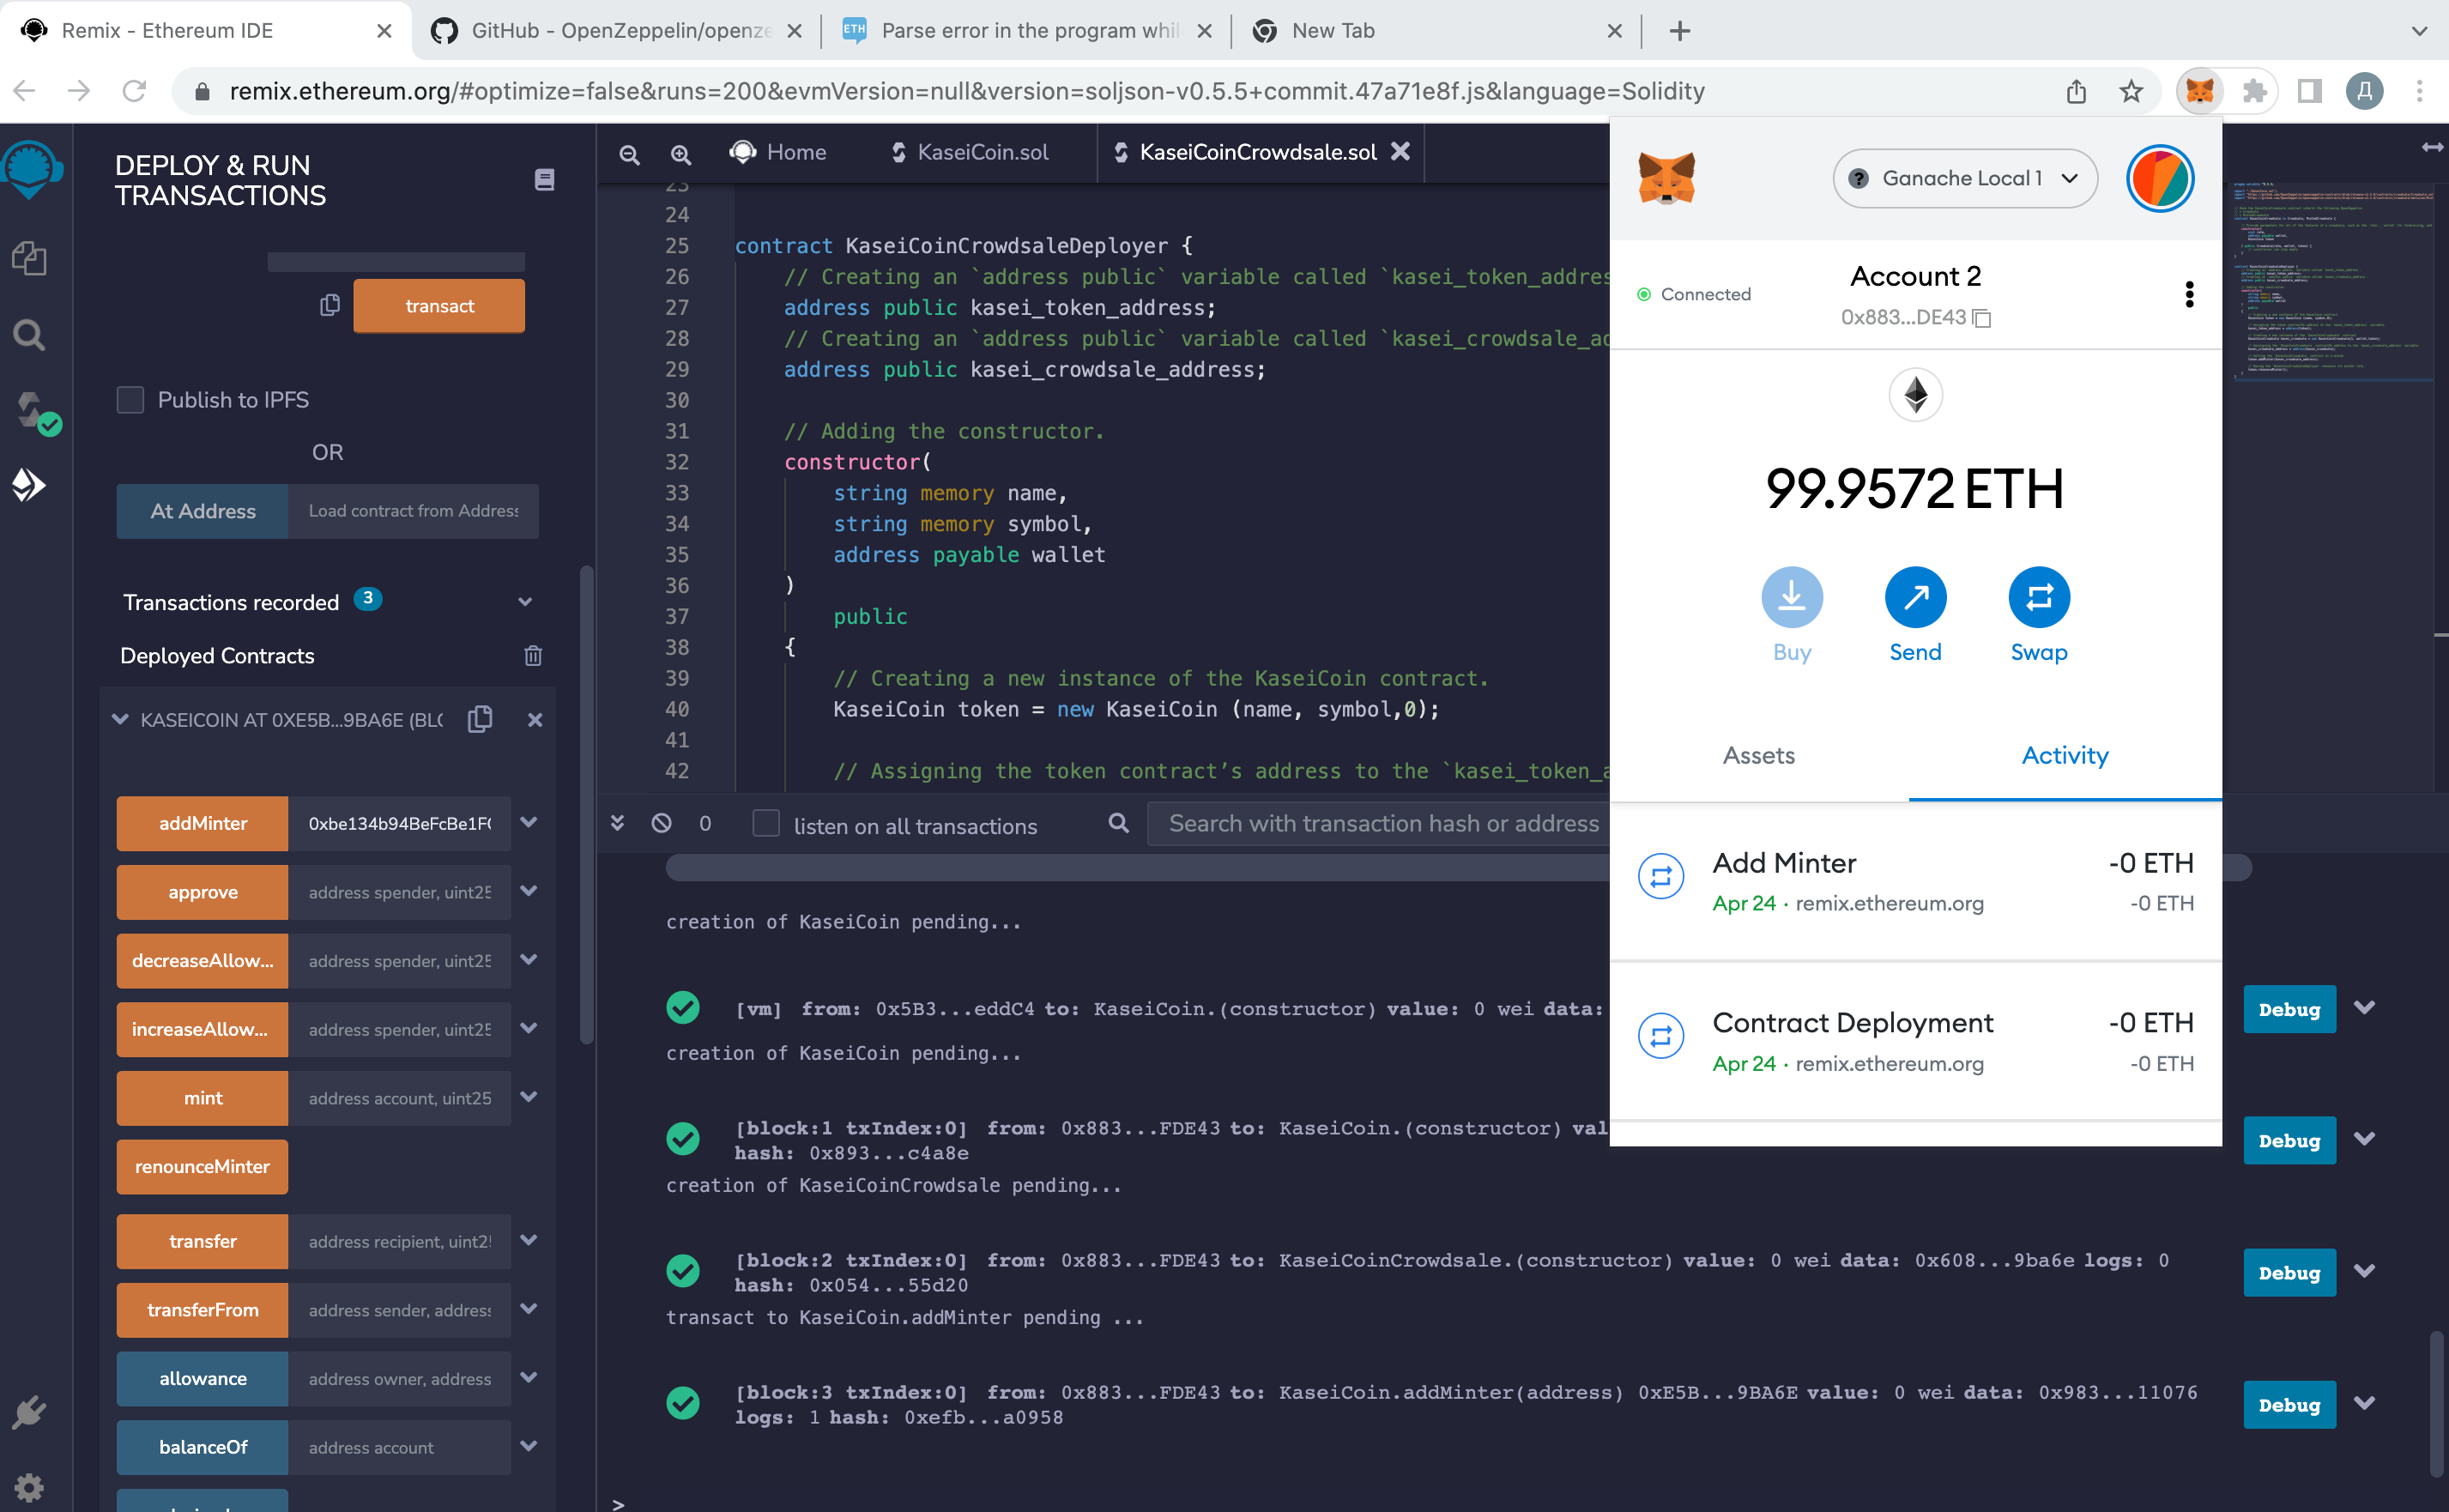 Remix - Ethereum IDE
GitHub - OpenZeppelin/openze
Parse error in the program whil
New Tab
remix.ethereum.org/#optimize=false&runs=200&evmVersion=null&version=soljson-v0.5.5+commit.47a71e8f.js&language=Solidity
Д
DEPLOY & RUN
TRANSACTIONS
transact
Publish to IPFS
OR
At Address
Load contract from Address
Transactions recorded 3
Deployed Contracts
KASEICOIN AT 0XE5B...9BA6E (BLO
addMinter
0xbe134b94BeFcBe1F
approve
address spender, uint25
decreaseAllow...
address spender, uint25
increaseAllow...
address spender, uint25
mint
address account, uint25
renounceMinter
transfer
address recipient, uint2
transferFrom
address sender, address
allowance
address owner, address
balanceOf
address account
Home
KaseiCoin.sol
KaseiCoinCrowdsale.sol
23
24
25 contract KaseiCoinCrowdsaleDeployer {
26 // Creating an `address public` variable called `kasei_token_addres
27 address public kasei_token_address;
28 // Creating an `address public` variable called `kasei_crowdsale_ad
29 address public kasei_crowdsale_address;
30
31 // Adding the constructor.
32 constructor(
33 string memory name,
34 string memory symbol,
35 address payable wallet
36 )
37 public
38 {
39 // Creating a new instance of the KaseiCoin contract.
40 KaseiCoin token = new KaseiCoin (name, symbol,0);
41
42 // Assigning the token contract’s address to the `kasei_token_a
0
listen on all transactions
Search with transaction hash or address
creation of KaseiCoin pending...
[vm] from: 0x5B3...eddC4 to: KaseiCoin.(constructor) value: 0 wei data:
Debug
creation of KaseiCoin pending...
[block:1 txIndex:0] from: 0x883...FDE43 to: KaseiCoin.(constructor) val
hash: 0x893...c4a8e
Debug
creation of KaseiCoinCrowdsale pending...
[block:2 txIndex:0] from: 0x883...FDE43 to: KaseiCoinCrowdsale.(constructor) value: 0 wei data: 0x608...9ba6e logs: 0
hash: 0x054...55d20
Debug
transact to KaseiCoin.addMinter pending ...
[block:3 txIndex:0] from: 0x883...FDE43 to: KaseiCoin.addMinter(address) 0xE5B...9BA6E value: 0 wei data: 0x983...11076
logs: 1 hash: 0xefb...a0958
Debug
>
Ganache Local 1
Connected
Account 2
0x883...DE43
99.9572 ETH
Buy
Send
Swap
Assets
Activity
Add Minter
-0 ETH
Apr 24 · remix.ethereum.org
-0 ETH
Contract Deployment
-0 ETH
Apr 24 · remix.ethereum.org
-0 ETH